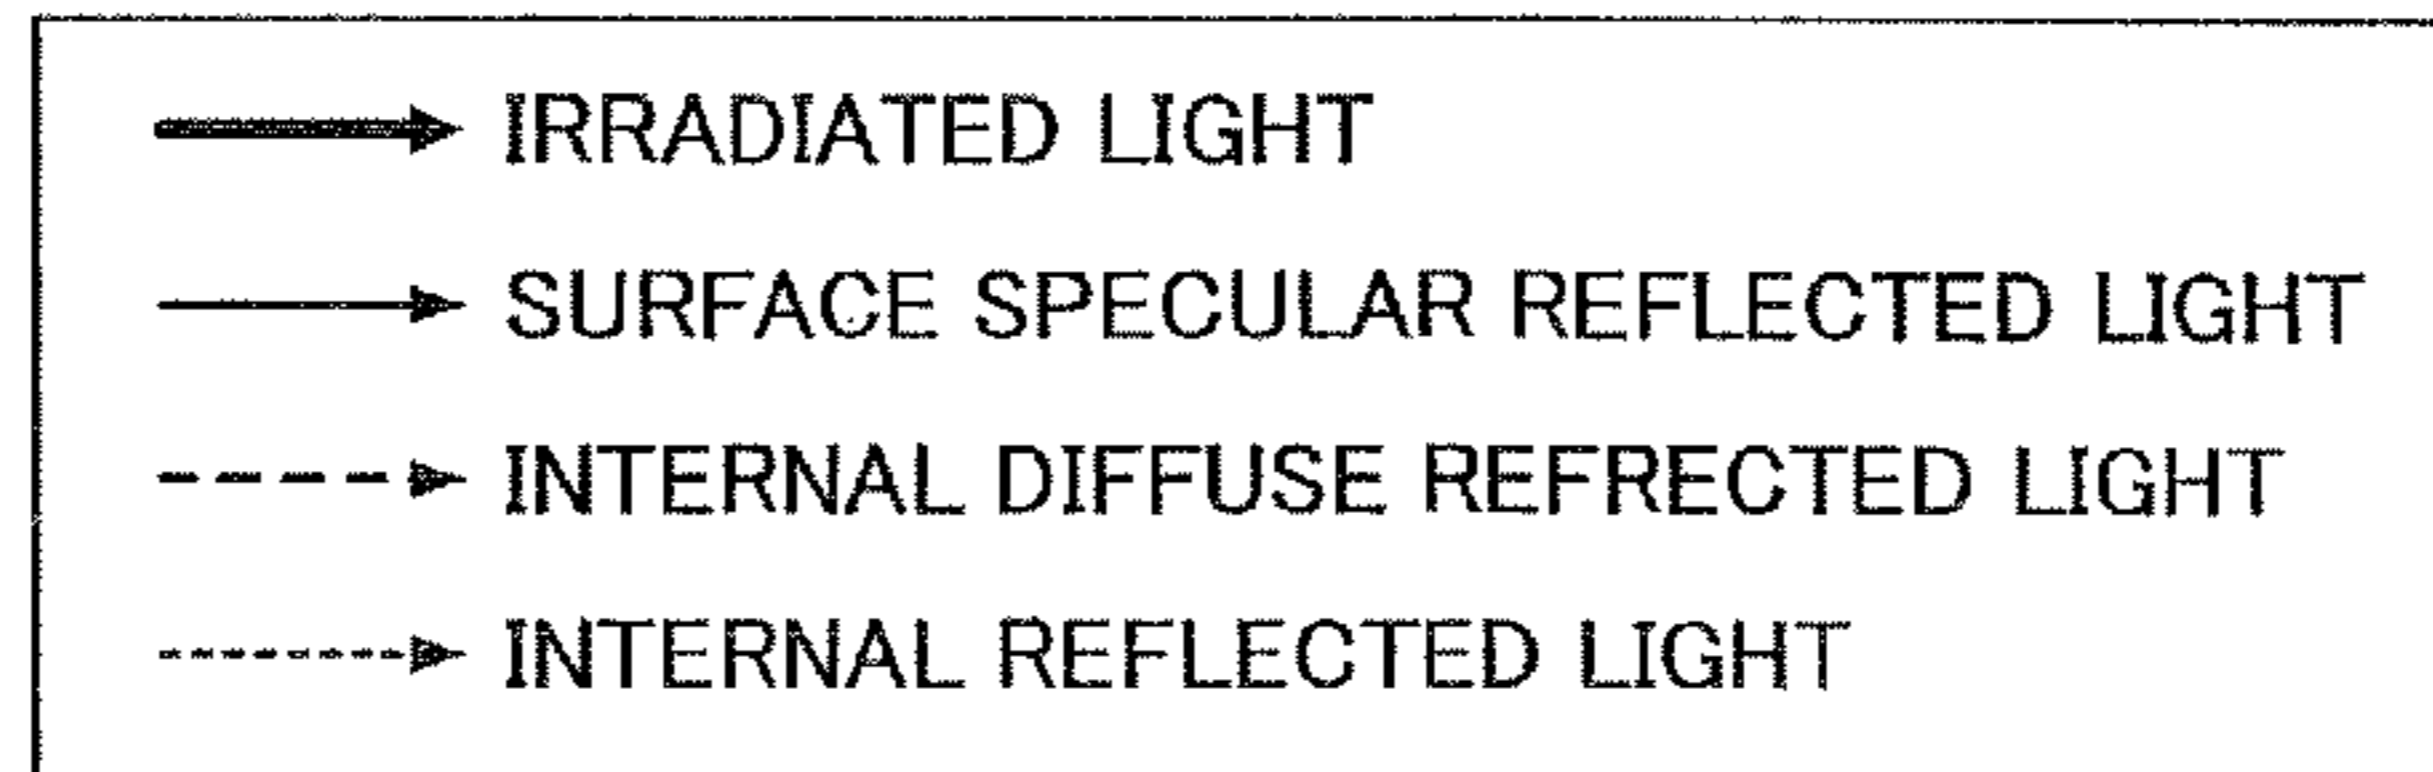 IRRADIATED LIGHT
SURFACE SPECULAR REFLECTED LIGHT
INTERNAL DIFFUSE REFRECTED LIGHT
INTERNAL REFLECTED LIGHT